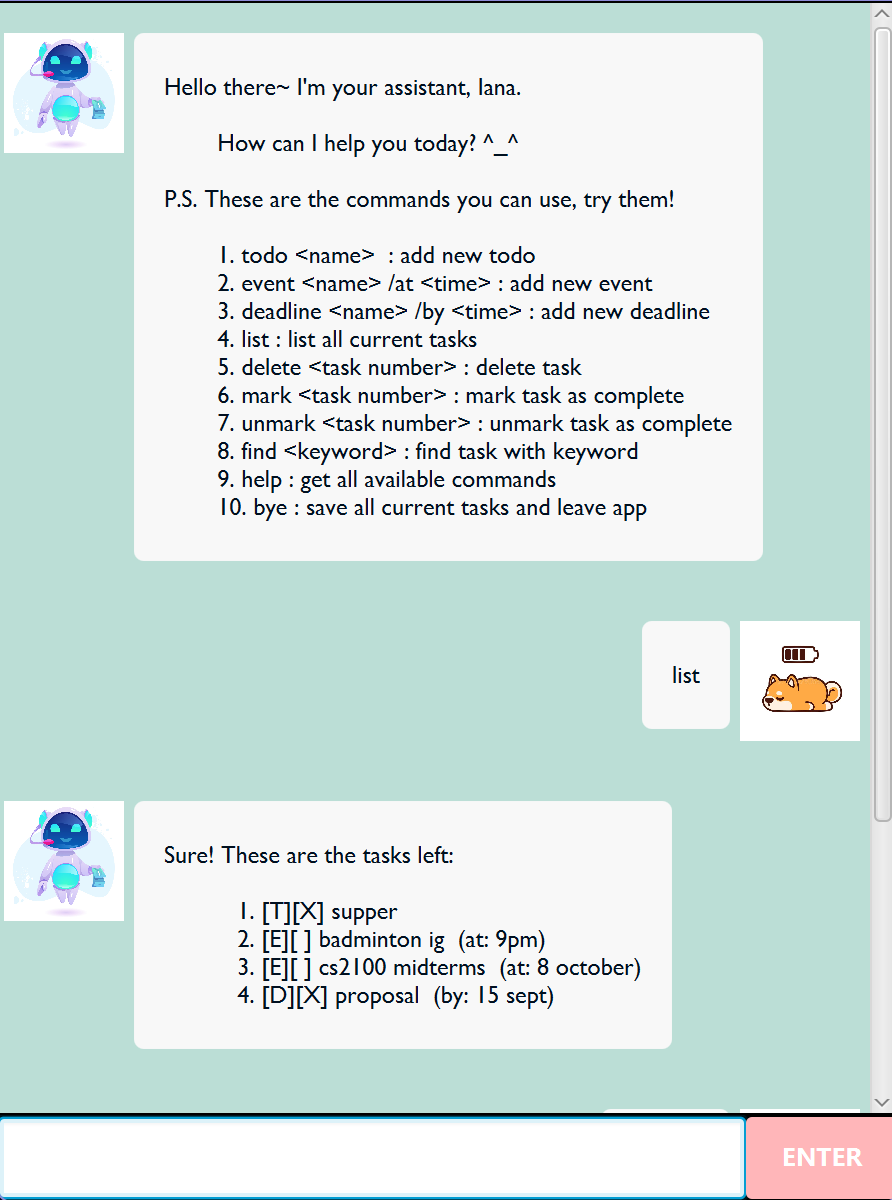 Hello there~ I'm your assistant, Iana.
How can I help you today? ^_^
P.S. These are the commands you can use, try them!
1. todo <name>  : add new todo
2. event <name> /at <time> : add new event
3. deadline <name> /by <time> : add new deadline
4. list : list all current tasks
5. delete <task number> : delete task
6. mark <task number> : mark task as complete
7. unmark <task number> : unmark task as complete
8. find <keyword> : find task with keyword
9. help : get all available commands
10. bye : save all current tasks and leave app
list
Sure! These are the tasks left:
1. [T][X] supper
2. [E][ ] badminton ig  (at: 9pm)
3. [E][ ] cs2100 midterms  (at: 8 october)
4. [D][X] proposal  (by: 15 sept)
ENTER